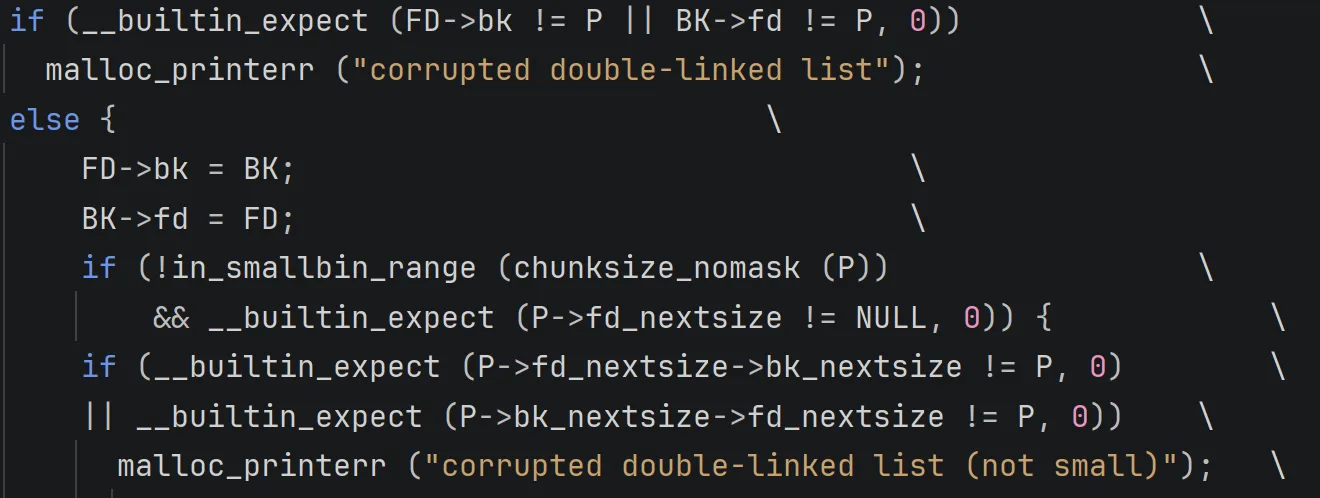 if (__builtin_expect (FD->bk != P || BK->fd != P, 0)) \
malloc_printerr ("corrupted double-linked list"); \
else { \
FD->bk = BK; \
BK->fd = FD; \
if (!in_smallbin_range (chunksize_nomask (P)) \
&& __builtin_expect (P->fd_nextsize != NULL, 0)) { \
if (__builtin_expect (P->fd_nextsize->bk_nextsize != P, 0) \
|| __builtin_expect (P->bk_nextsize->fd_nextsize != P, 0)) \
malloc_printerr ("corrupted double-linked list (not small)"); \